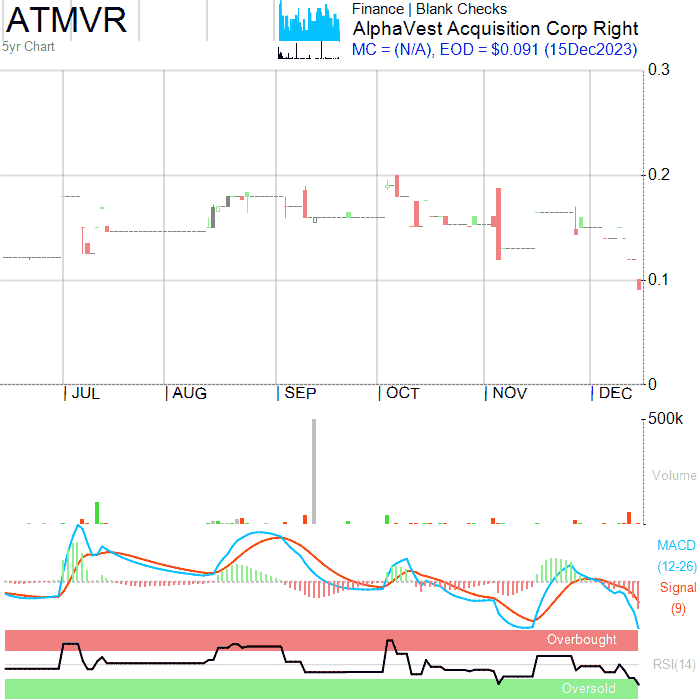 ATMVR
5yr Chart
Finance | Blank Checks
AlphaVest Acquisition Corp Right
MC = (N/A), EOD = $0.091 (15Dec2023)
0.3
0.2
0.1
0
JUL AUG SEP OCT NOV DEC
500k
Volume
MACD
(12-26)
Signal
(9)
Overbought
RSI(14)
Oversold